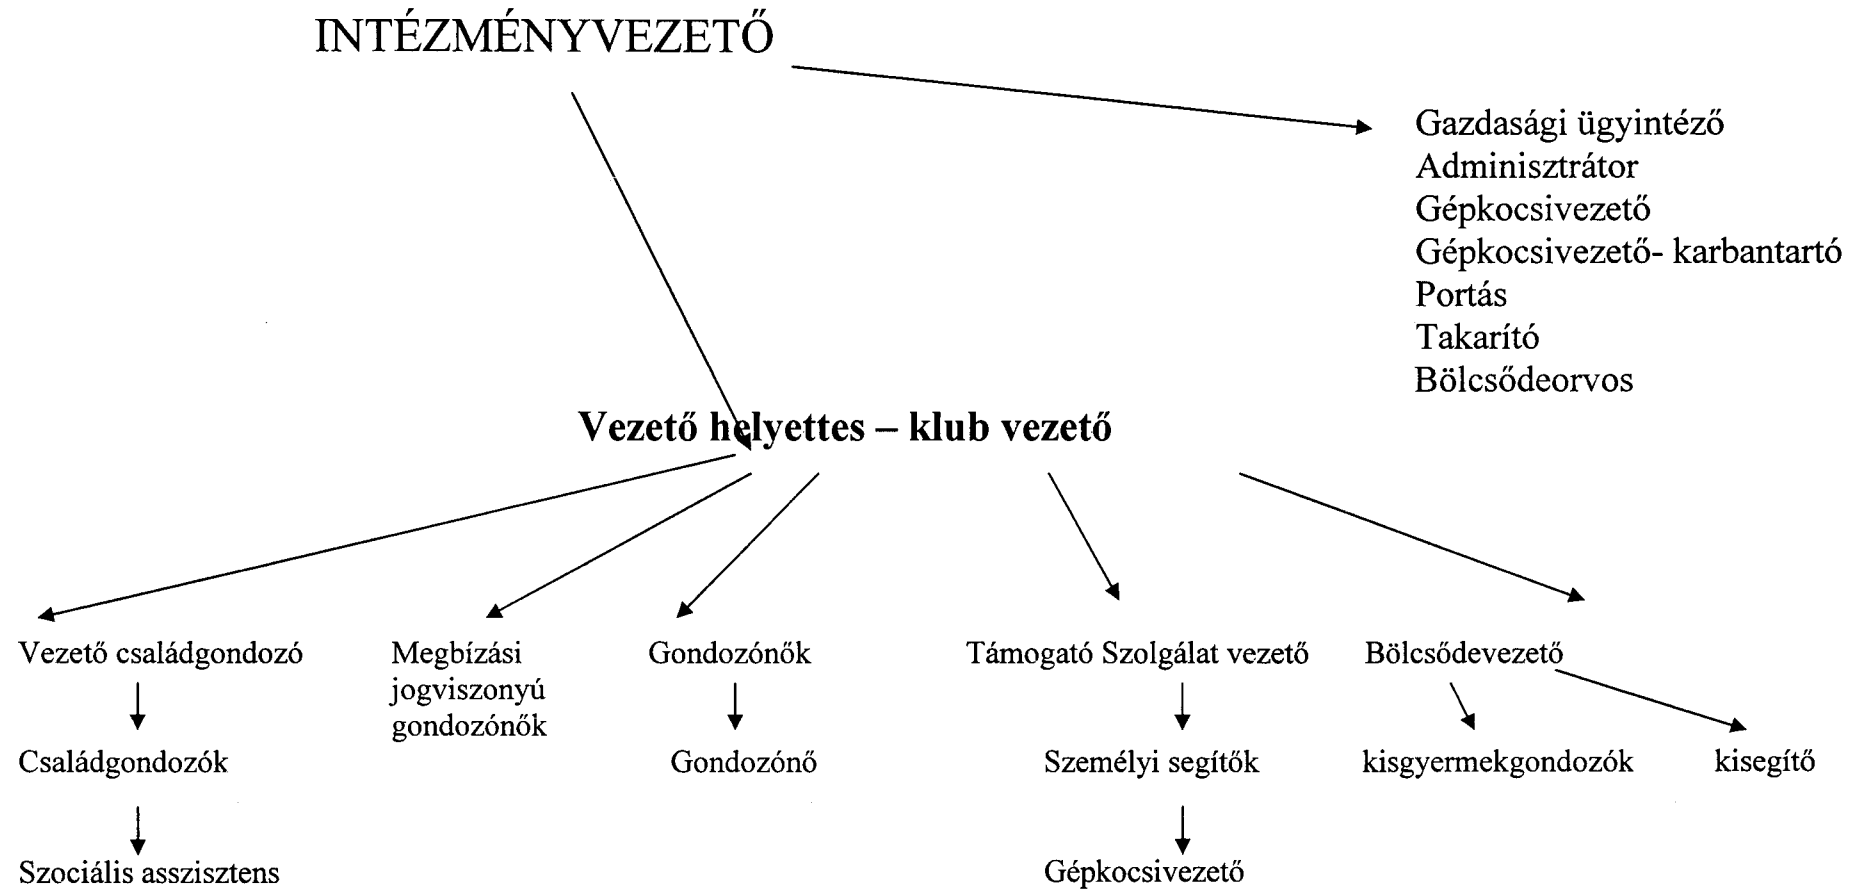 INTÉZMÉNYVEZETŐ
Gazdasági ügyintéző
Adminisztrátor
Gépkocsivezető
Gépkocsivezető- karbantartó
Portás
Takarító
Bölcsődeorvos
Vezető helyettes – klub vezető
Vezető családgondozó
Megbízási
jogviszonyú
gondozónők
Gondozónők
Támogató Szolgálat vezető
Bölcsődevezető
Családgondozók
Gondozónő
Személyi segítők
kisgyermekgondozók
kisegítő
Szociális asszisztens
Gépkocsivezető